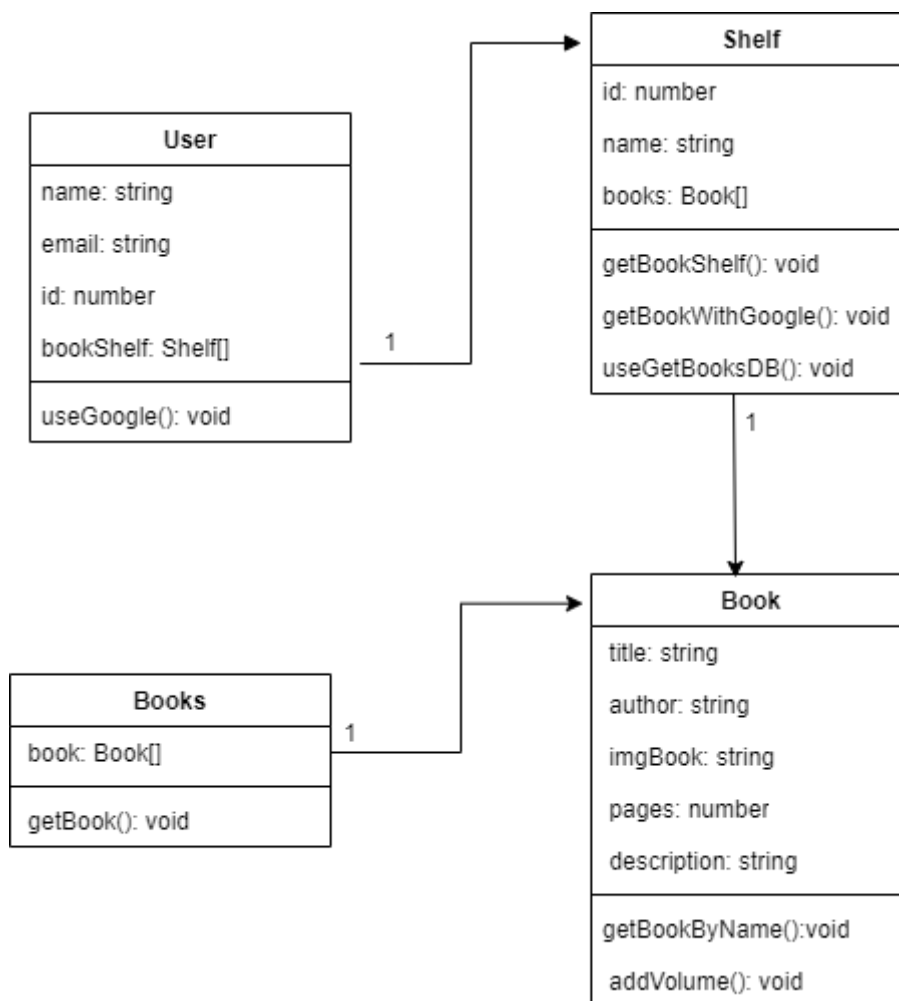 User
name: string
email: string
id: number
bookShelf: Shelf[]
useGoogle(): void
1
Shelf
id: number
name: string
books: Book[]
getBookShelf(): void
getBookWithGoogle(): void
useGetBooksDB(): void
1
Books
book: Book[]
getBook(): void
1
Book
title: string
author: string
imgBook: string
pages: number
description: string
getBookByName():void
addVolume(): void